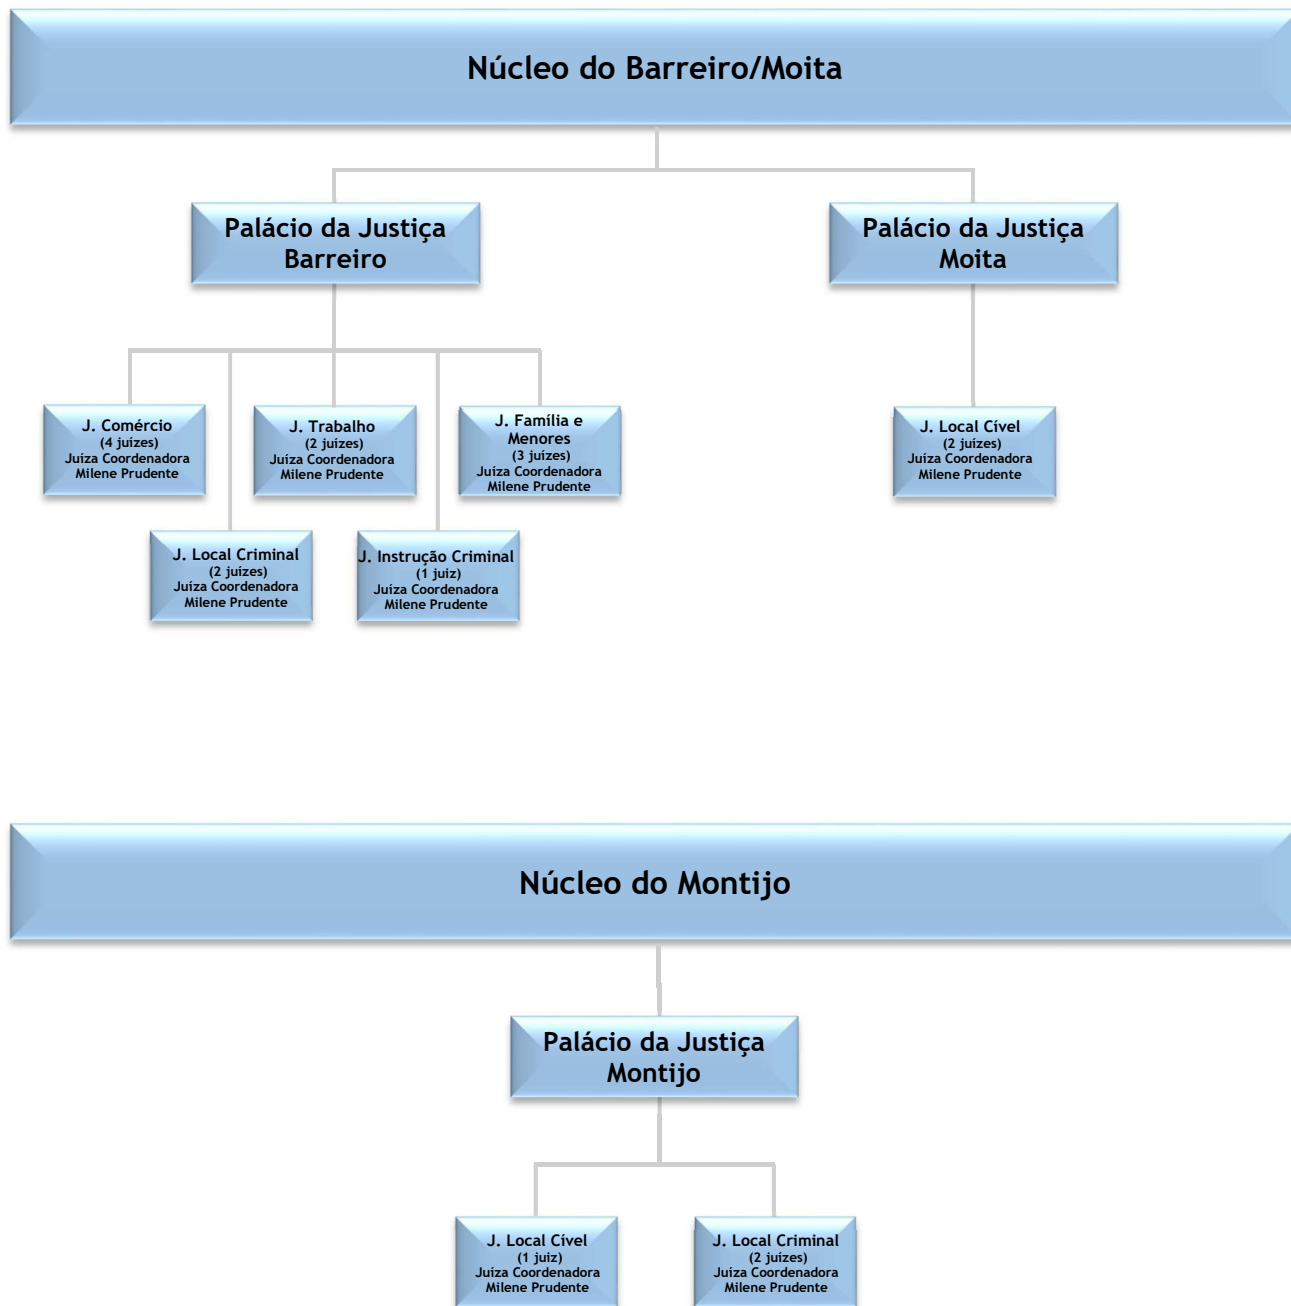 Núcleo do Barreiro/Moita
Palácio da Justiça
Barreiro
Palácio da Justiça
Moita
J. Comércio
(4 juízes)
Juíza Coordenadora
Milene Prudente
J. Trabalho
(2 juízes)
Juíza Coordenadora
Milene Prudente
J. Família e
Menores
(3 juízes)
Juíza Coordenadora
Milene Prudente
J. Local Cível
(2 juízes)
Juíza Coordenadora
Milene Prudente
J. Local Criminal
(2 juízes)
Juíza Coordenadora
Milene Prudente
J. Instrução Criminal
(1 juiz)
Juíza Coordenadora
Milene Prudente
Núcleo do Montijo
Palácio da Justiça
Montijo
J. Local Cível
(1 juiz)
Juíza Coordenadora
Milene Prudente
J. Local Criminal
(2 juízes)
Juíza Coordenadora
Milene Prudente